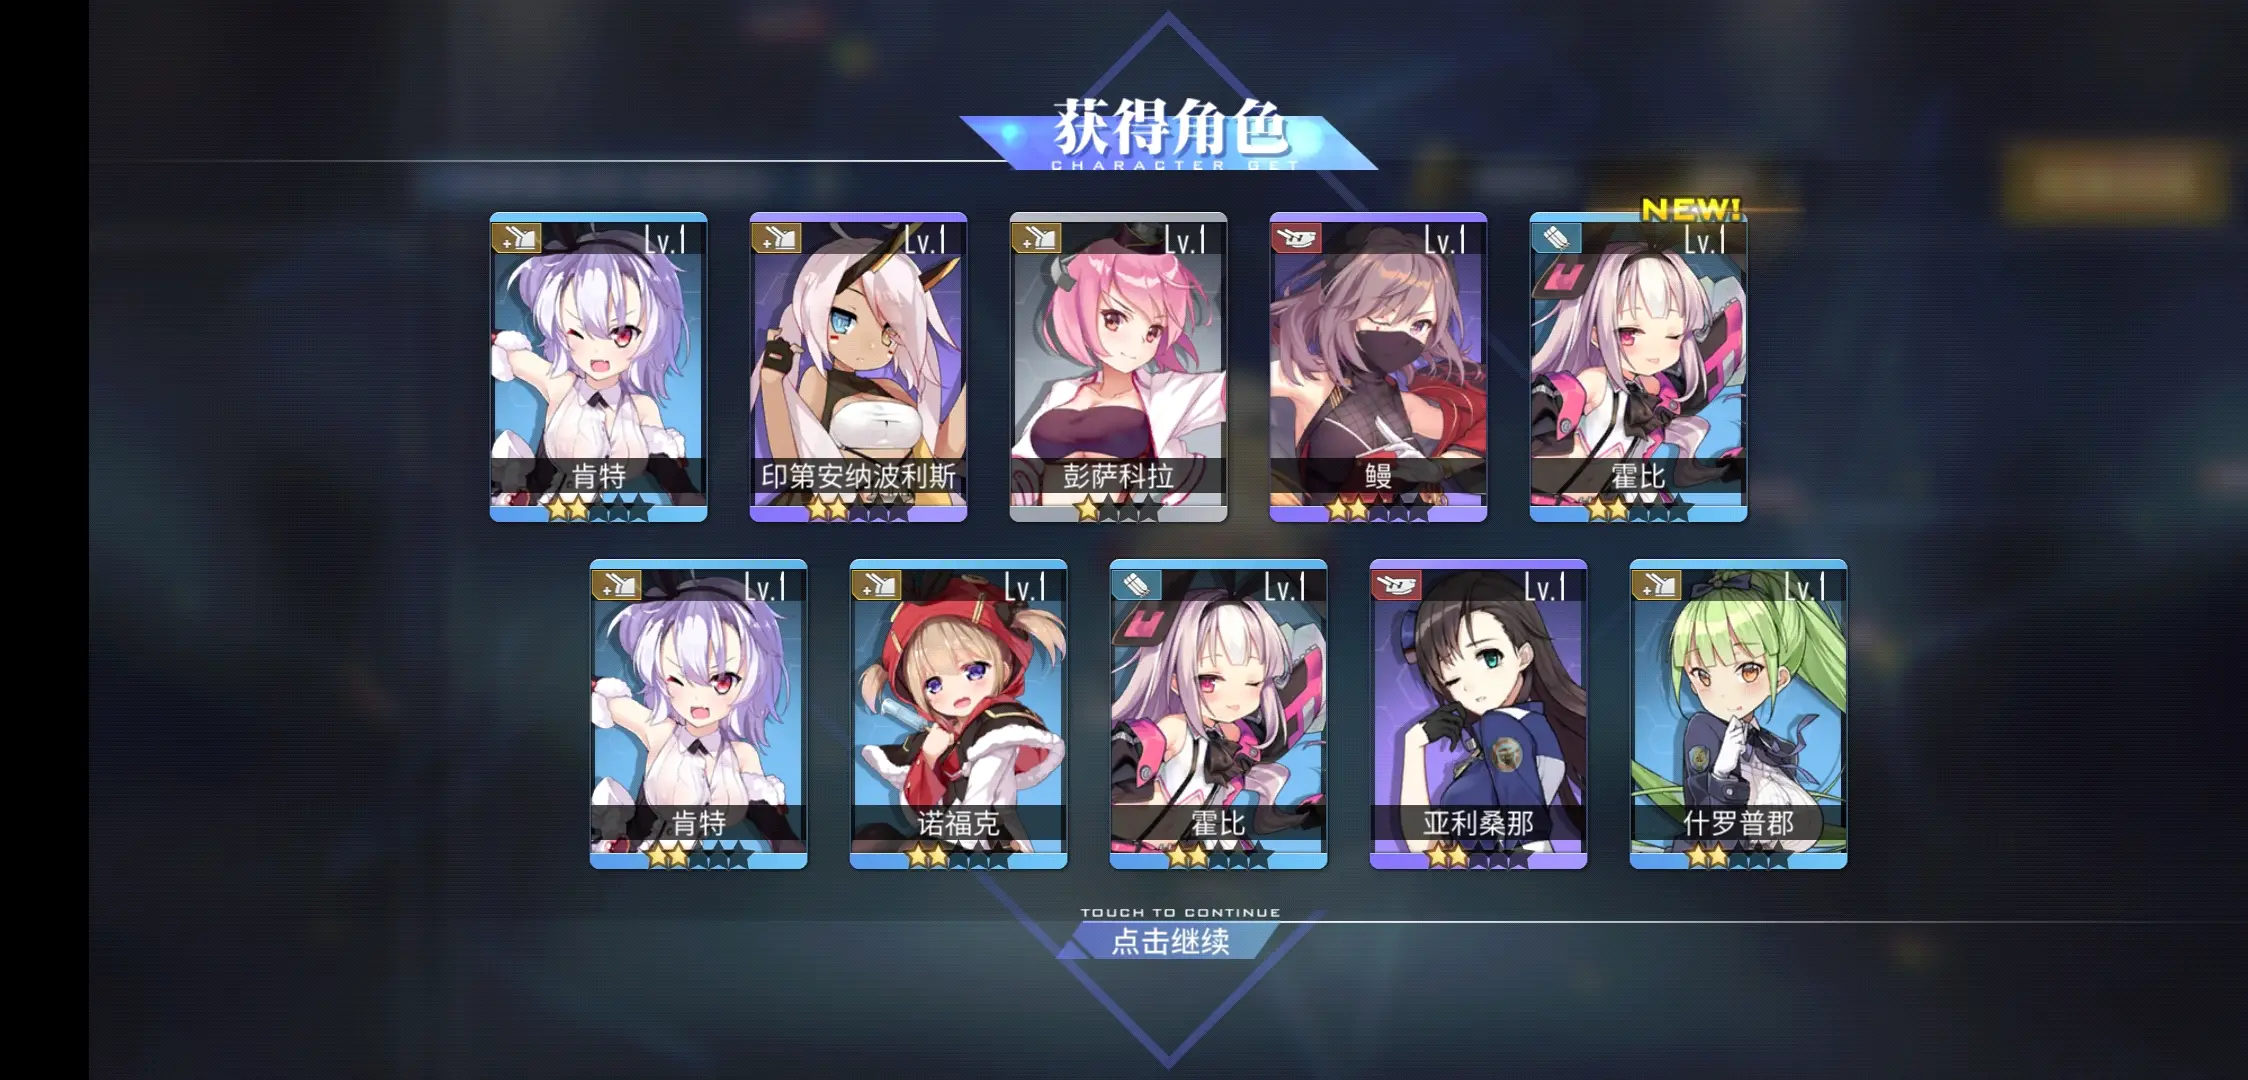 获得角色
CHARACTER GET
NEW!
Lv.1
Lv.1
Lv.1
Lv.1
Lv.1
肯特
印第安纳波利斯
彭萨科拉
鳗
霍比
Lv.1
Lv.1
Lv.1
Lv.1
Lv.1
肯特
诺福克
霍比
亚利桑那
什罗普郡
TOUCH TO CONTINUE
点击继续